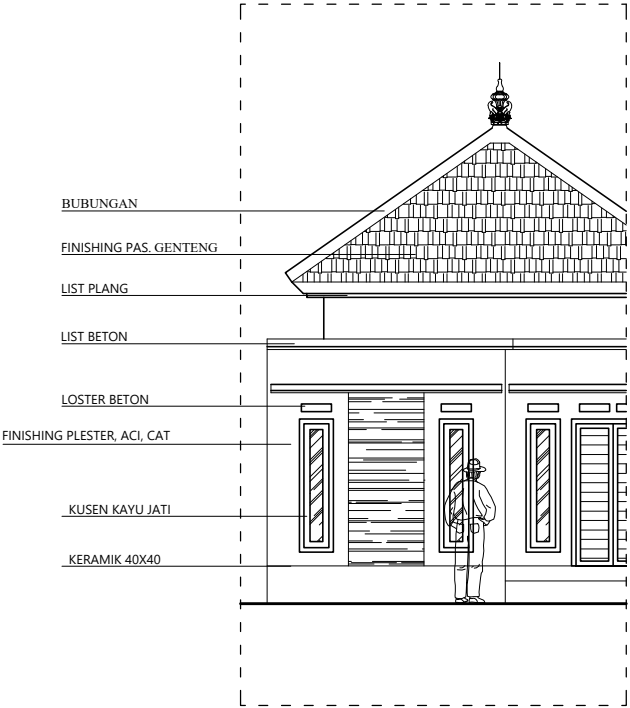 BUBUNGAN
FINISHING PAS. GENTENG
LIST PLANG
LIST BETON
LOSTER BETON
FINISHING PLESTER, ACI, CAT
KUSEN KAYU JATI
KERAMIK 40X40